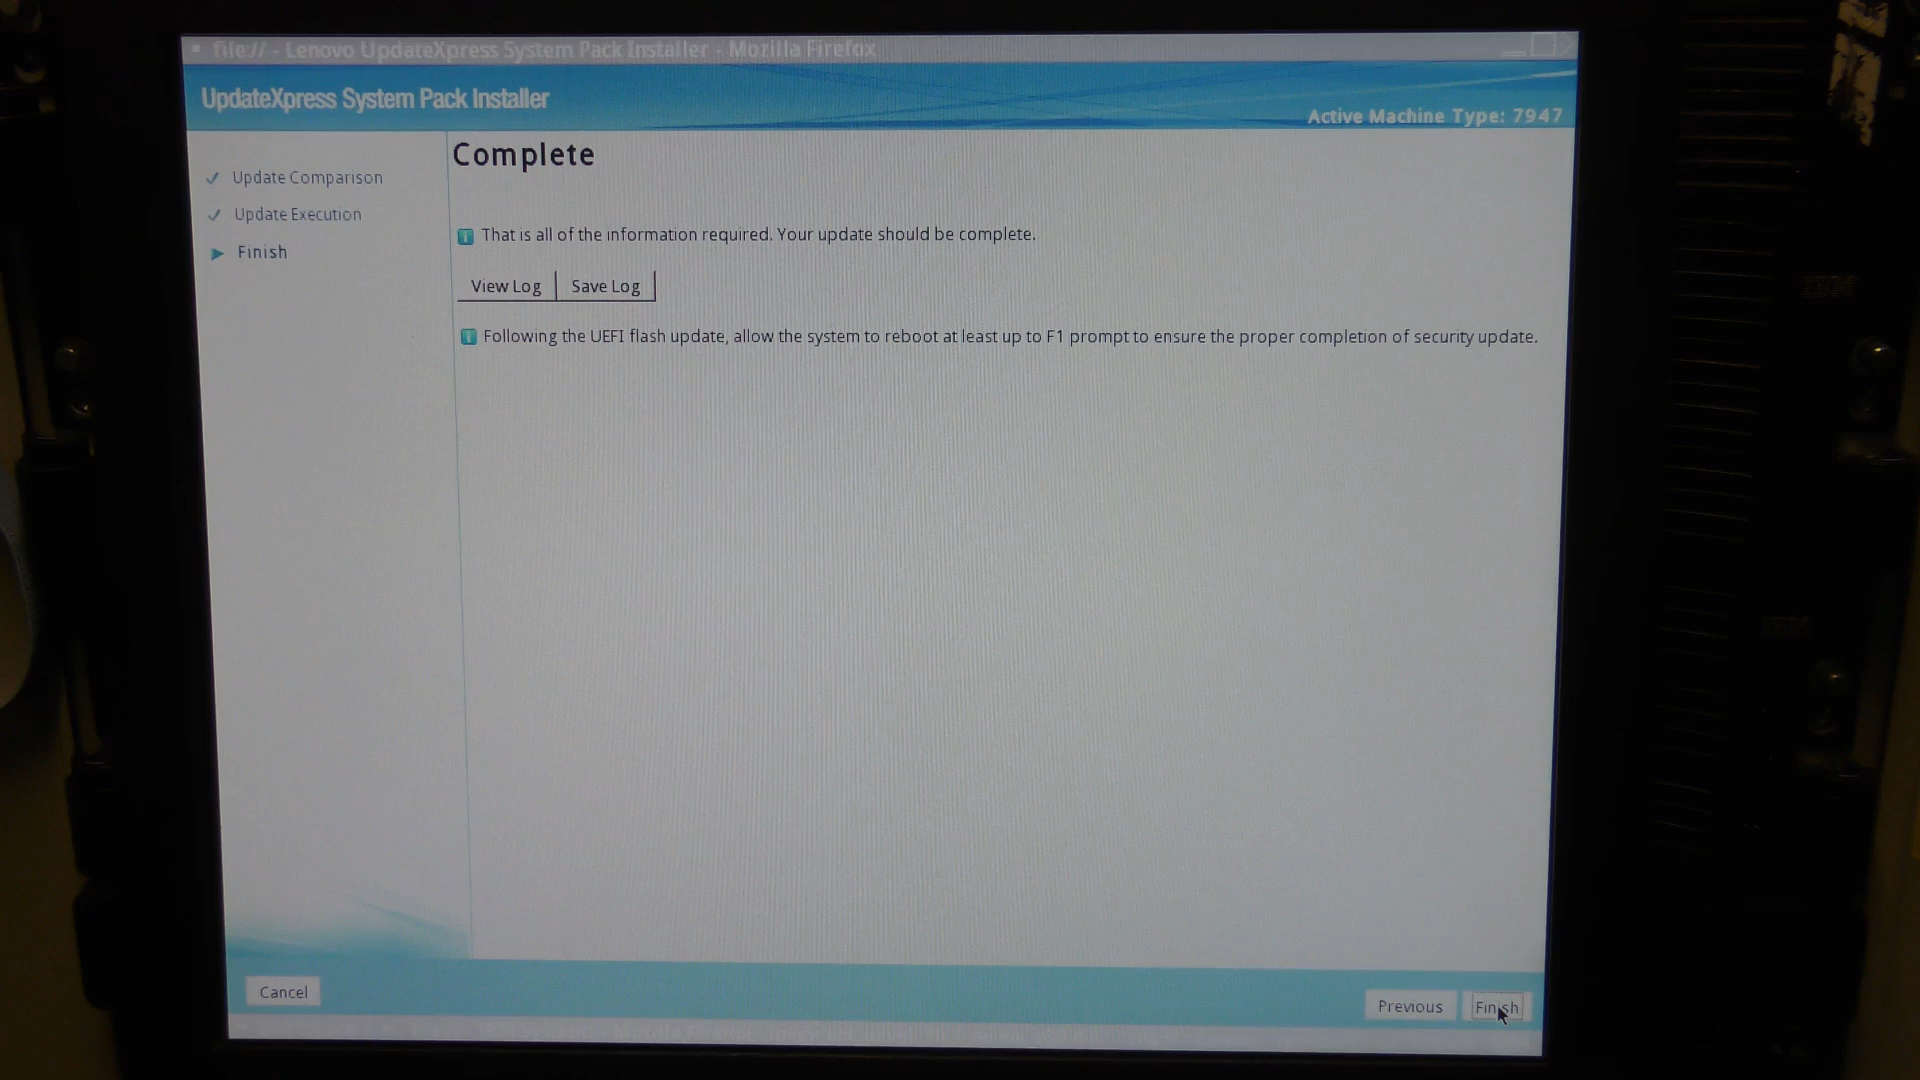 file:// - Lenovo UpdateXpress System Pack Installer - Mozilla Firefox
UpdateXpress System Pack Installer
Active Machine Type: 7947
Update Comparison
Update Execution
Finish
Complete
That is all of the information required. Your update should be complete.
View Log
Save Log
Following the UEFI flash update, allow the system to reboot at least up to F1 prompt to ensure the proper completion of security update.
Cancel
Previous
Finish
IBM
IBM